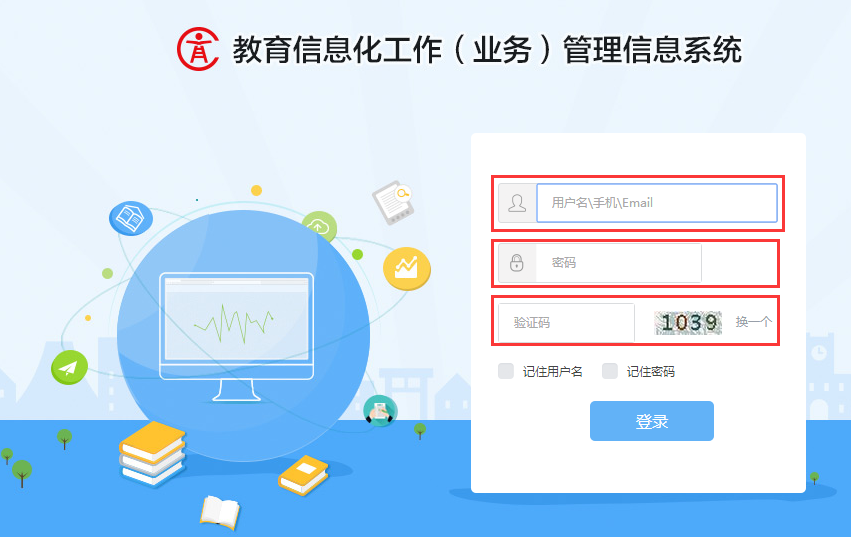 教育信息化工作（业务）管理信息系统
用户名\手机\Email
密码
验证码 1039 换一个
记住用户名 记住密码
登录